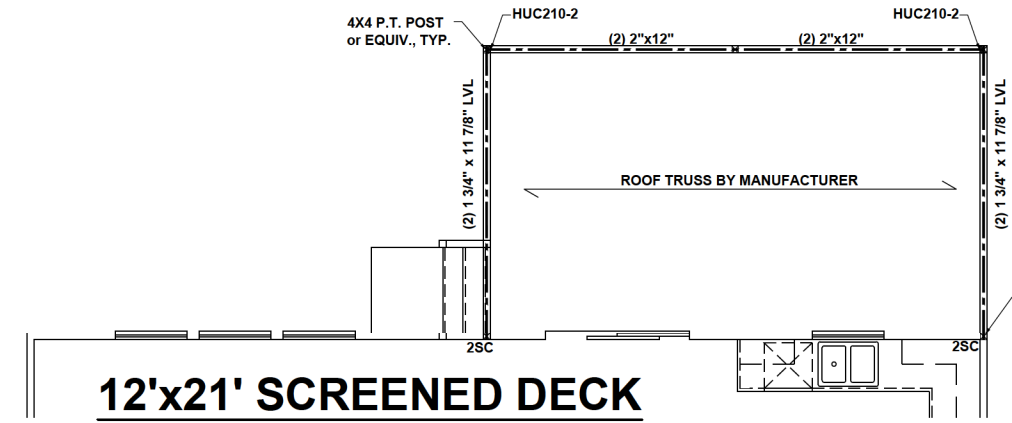 HUC210-2
HUC210-2
4X4 P.T. POST
or EQUIV., TYP.
(2) 2"x12"
(2) 2"x12"
(2) 1 3/4" x 11 7/8" LVL
(2) 1 3/4" x 11 7/8" LVL
ROOF TRUSS BY MANUFACTURER
2SC
2SC
12'x21' SCREENED DECK